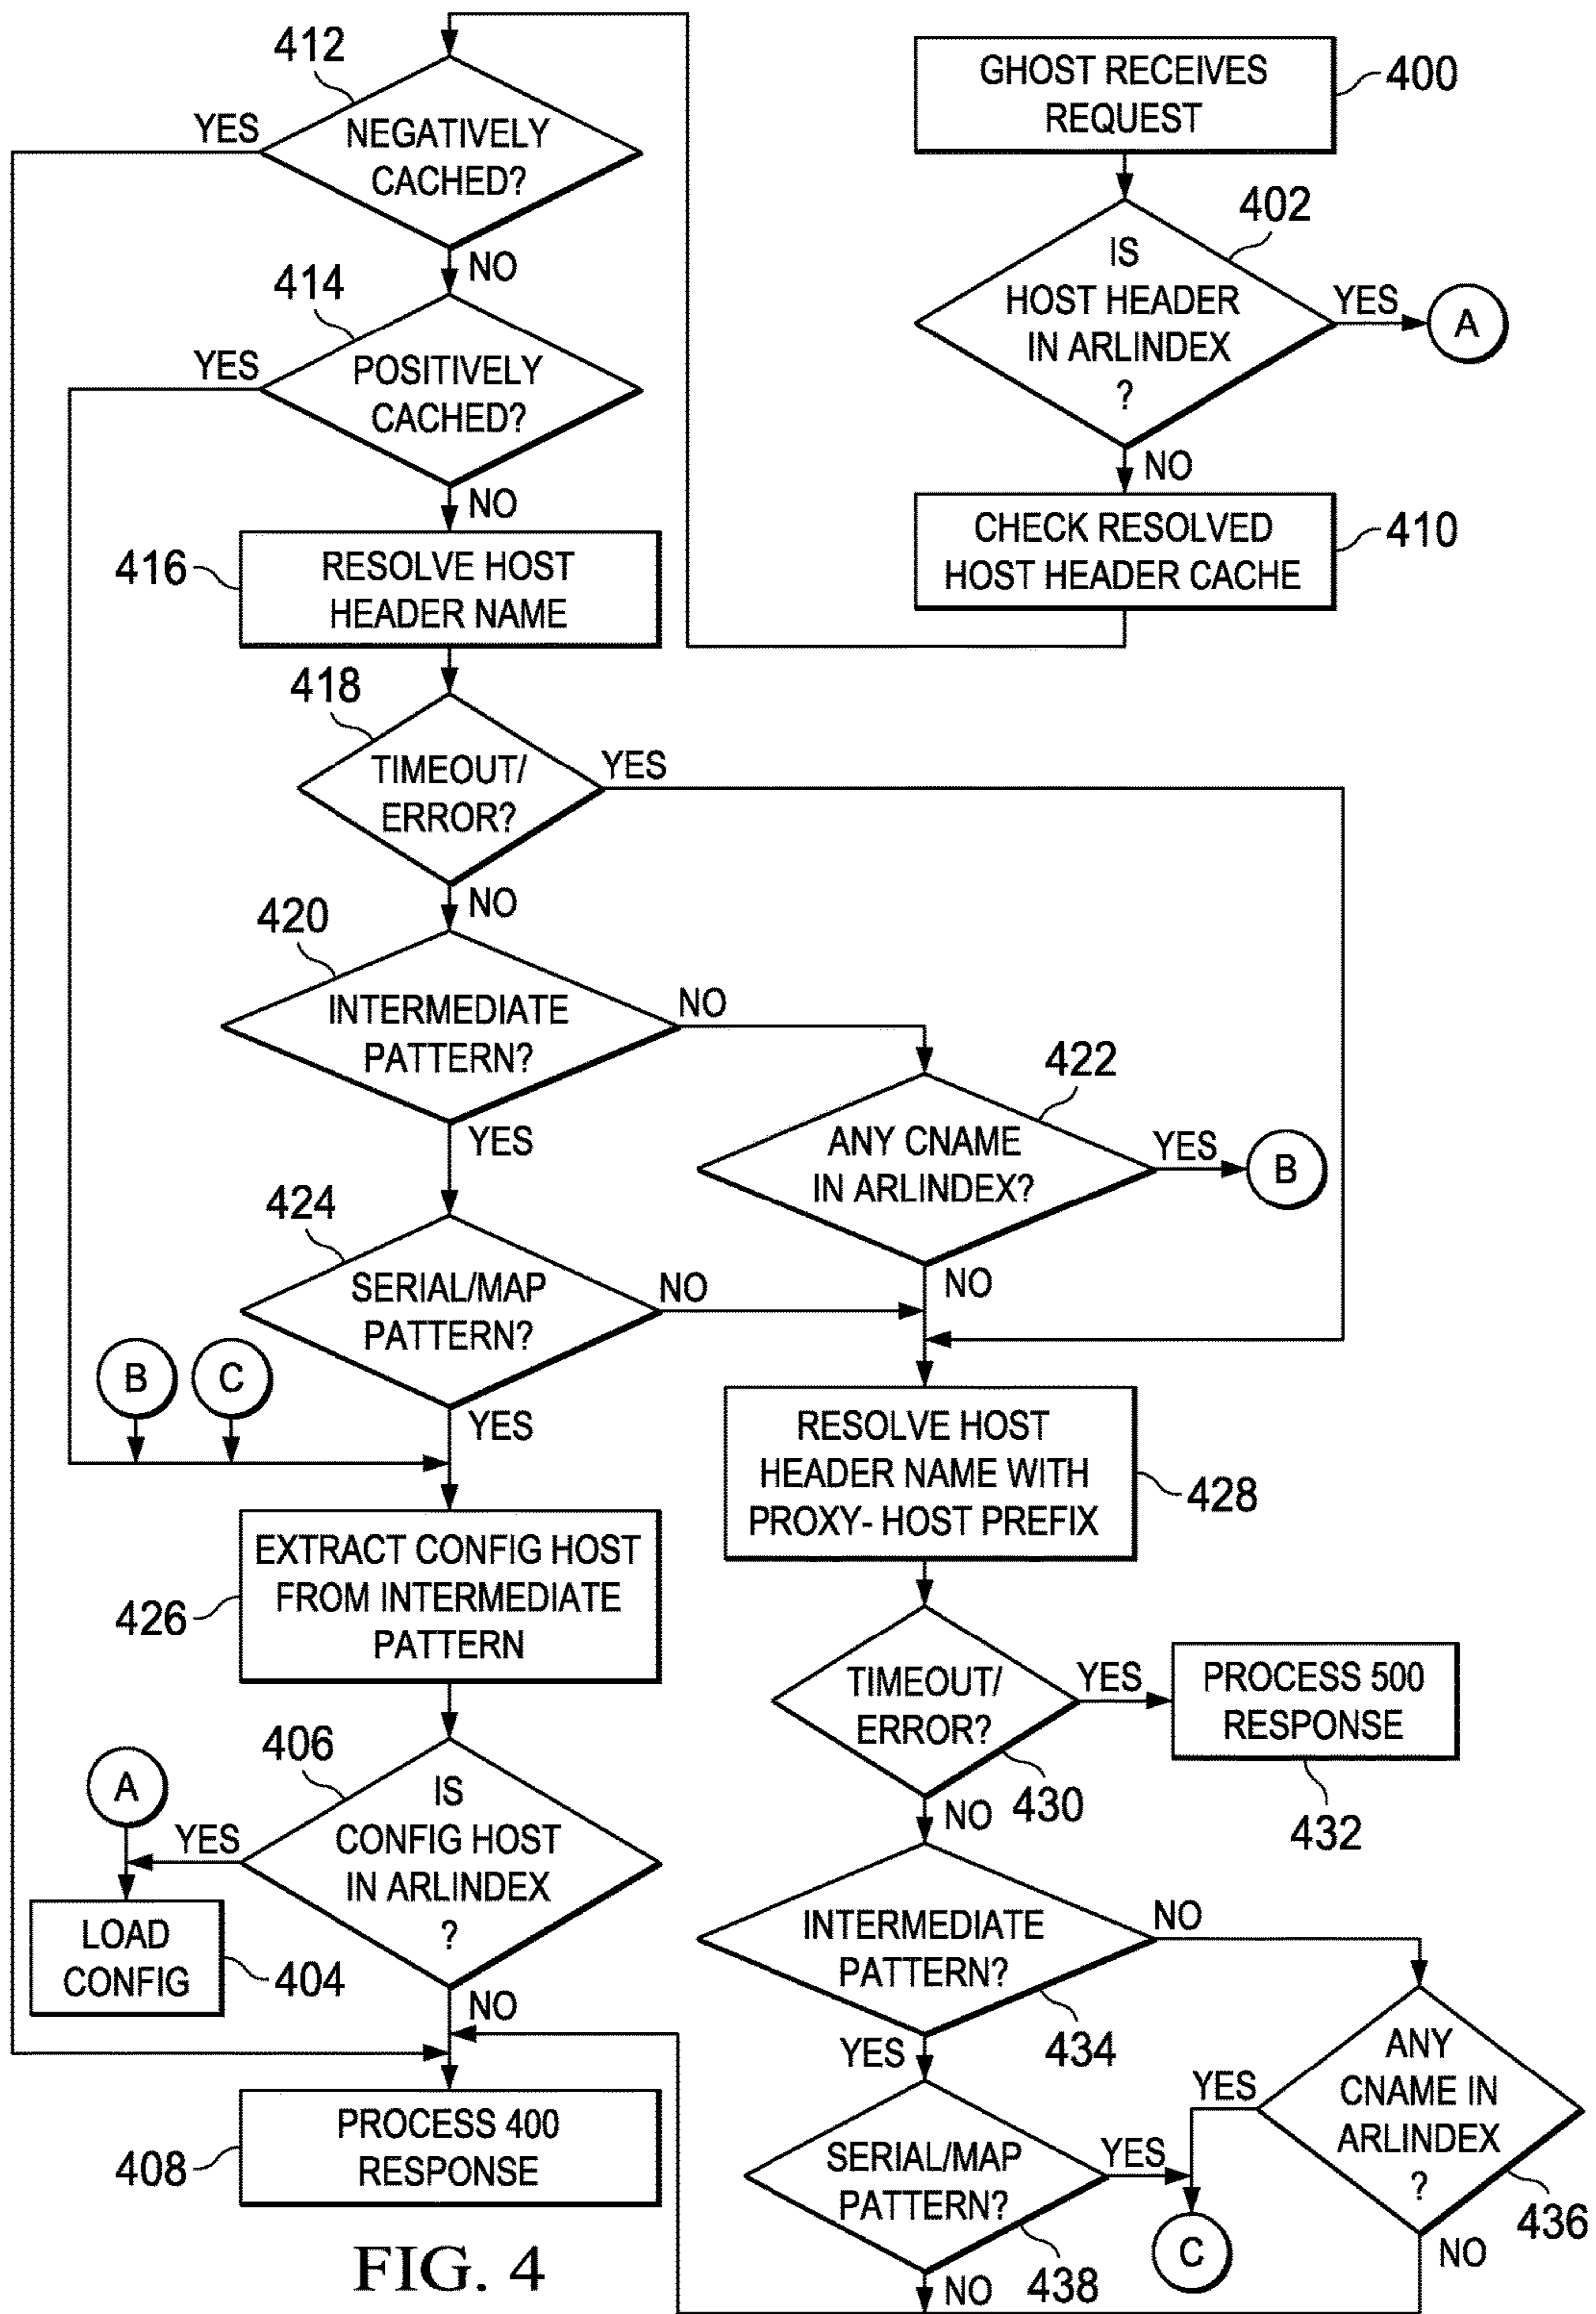 412
YES
NEGATIVELY
CACHED?
NO
414
YES
POSITIVELY
CACHED?
NO
416
RESOLVE HOST
HEADER NAME
GHOST RECEIVES
REQUEST
400
402
IS
HOST HEADER
IN ARLINDEX
?
YES
A
NO
CHECK RESOLVED
HOST HEADER CACHE
410
418
TIMEOUT/
ERROR?
YES
NO
420
INTERMEDIATE
PATTERN?
NO
YES
422
ANY CNAME
IN ARLINDEX?
YES
B
NO
424
SERIAL/MAP
PATTERN?
NO
YES
B
C
EXTRACT CONFIG HOST
FROM INTERMEDIATE
PATTERN
426
406
IS
CONFIG HOST
IN ARLINDEX
?
YES
A
LOAD
CONFIG
404
NO
PROCESS 400
RESPONSE
408
RESOLVE HOST
HEADER NAME WITH
PROXY- HOST PREFIX
428
TIMEOUT/
ERROR?
YES
430
PROCESS 500
RESPONSE
432
NO
INTERMEDIATE
PATTERN?
NO
434
YES
ANY
CNAME IN
ARLINDEX
?
YES
436
NO
SERIAL/MAP
PATTERN?
YES
438
C
NO
FIG. 4